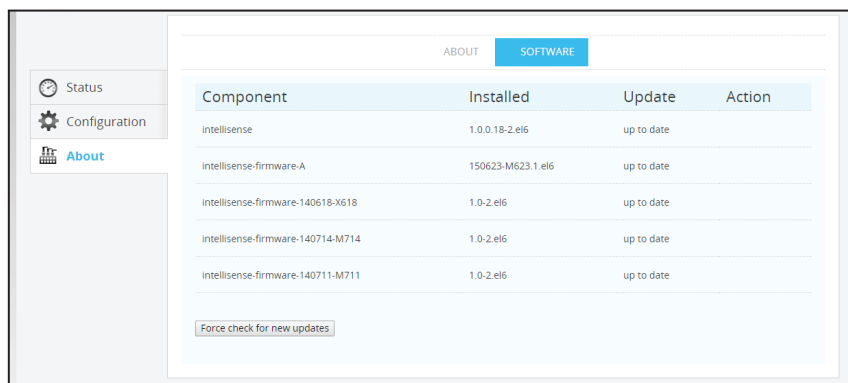 ABOUT SOFTWARE
Status
Configuration
About
Component Installed Update Action
intellisense 1.0.0.18-2.el6 up to date
intellisense-firmware-A 150623-M623.1.el6 up to date
intellisense-firmware-140618-X618 1.0-2.el6 up to date
intellisense-firmware-140714-M714 1.0-2.el6 up to date
intellisense-firmware-140711-M711 1.0-2.el6 up to date
Force check for new updates